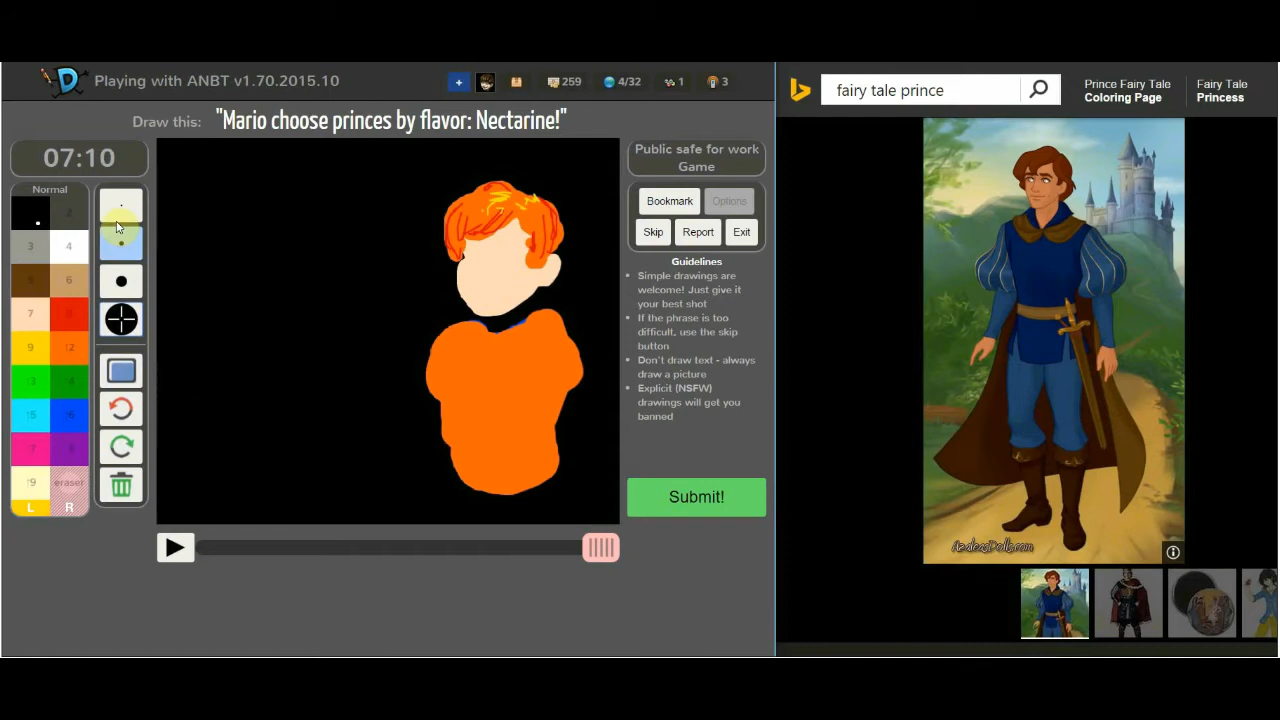 Playing with ANBT v1.70.2015.10
259
4/32
1
3
Draw this: "Mario choose princes by flavor: Nectarine!"
07:10
Normal
2
3 4
6
7
9
eraser
L R
Public safe for work
Game
Bookmark Options
Skip Report Exit
Guidelines
Simple drawings are
welcome! Just give it
your best shot
If the phrase is too
difficult, use the skip
button
Don't draw text - always
draw a picture
Explicit (NSFW)
drawings will get you
banned
Submit!
fairy tale prince
Prince Fairy Tale
Coloring Page
Fairy Tale
Princess
AzaleasDolls.com